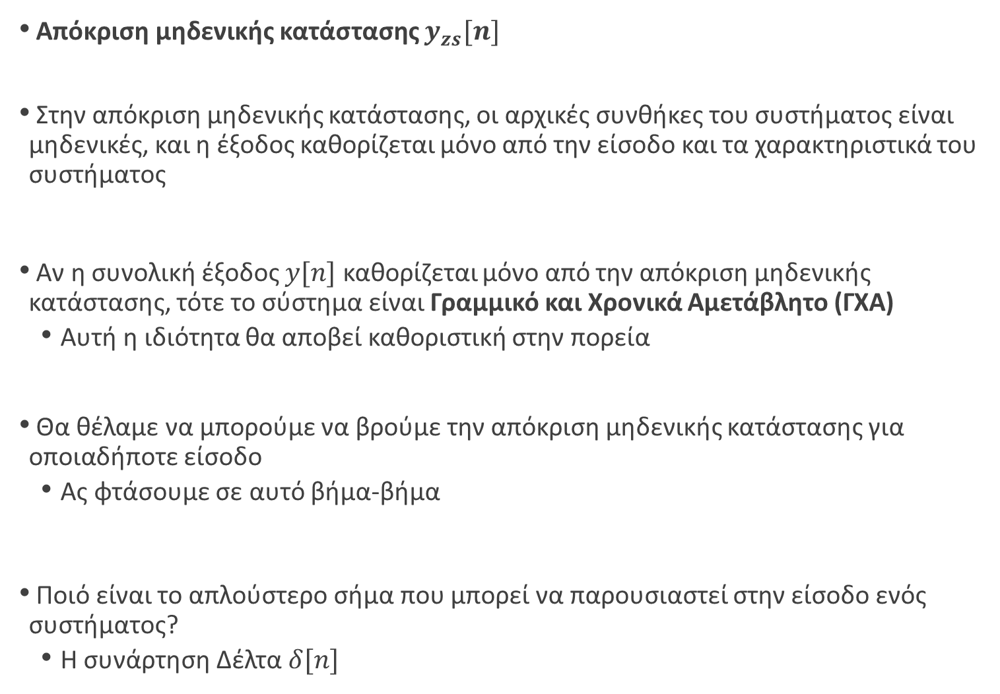 • Απόκριση μηδενικής κατάστασης y_zs[n]
• Στην απόκριση μηδενικής κατάστασης, οι αρχικές συνθήκες του συστήματος είναι
μηδενικές, και η έξοδος καθορίζεται μόνο από την είσοδο και τα χαρακτηριστικά του
συστήματος
• Αν η συνολική έξοδος y[n] καθορίζεται μόνο από την απόκριση μηδενικής
κατάστασης, τότε το σύστημα είναι Γραμμικό και Χρονικά Αμετάβλητο (ΓΧΑ)
• Αυτή η ιδιότητα θα αποβεί καθοριστική στην πορεία
• Θα θέλαμε να μπορούμε να βρούμε την απόκριση μηδενικής κατάστασης για
οποιαδήποτε είσοδο
• Ας φτάσουμε σε αυτό βήμα-βήμα
• Ποιό είναι το απλούστερο σήμα που μπορεί να παρουσιαστεί στην είσοδο ενός
συστήματος?
• Η συνάρτηση Δέλτα δ[n]